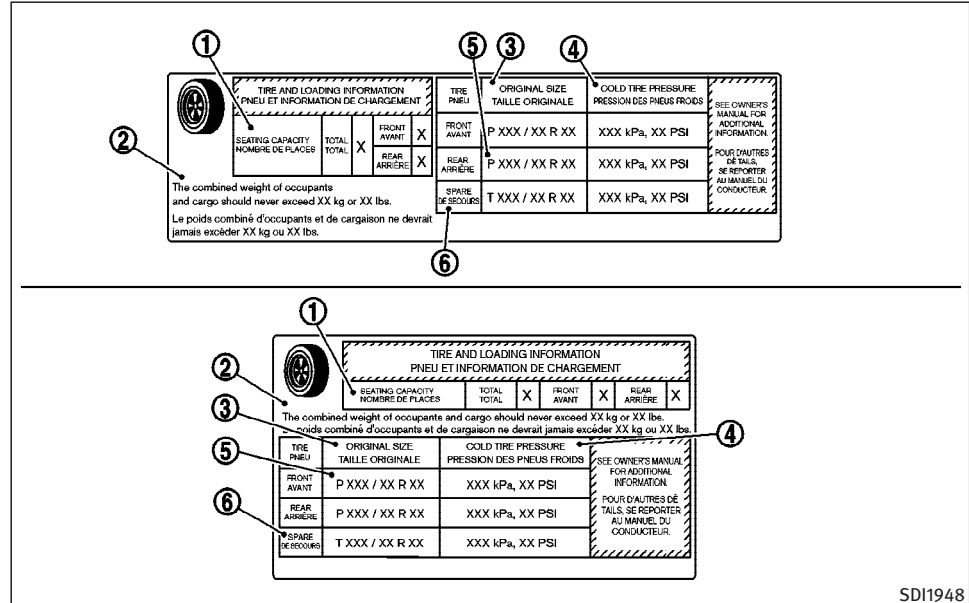 ① ⑤ ③ ④
TIRE AND LOADING INFORMATION
PNEU ET INFORMATION DE CHARGEMENT
SEATING CAPACITY
NOMBRE DE PLACES
TOTAL
TOTAL
X
FRONT
AVANT
X
REAR
ARRIÈRE
X
②
The combined weight of occupants
and cargo should never exceed XX kg or XX lbs.
Le poids combiné d'occupants et de cargaison ne devrait
jamais excéder XX kg ou XX lbs.
TIRE
PNEU
ORIGINAL SIZE
TAILLE ORIGINALE
COLD TIRE PRESSURE
PRESSION DES PNEUS FROIDS
FRONT
AVANT
P XXX / XX R XX
XXX kPa, XX PSI
REAR
ARRIÈRE
P XXX / XX R XX
XXX kPa, XX PSI
SPARE
DE SECOURS
T XXX / XX R XX
XXX kPa, XX PSI
SEE OWNER'S
MANUAL FOR
ADDITIONAL
INFORMATION.
POUR D'AUTRES
DÉTAILS,
SE REPORTER
AU MANUEL DU
CONDUCTEUR.
⑥
①
TIRE AND LOADING INFORMATION
PNEU ET INFORMATION DE CHARGEMENT
②
SEATING CAPACITY
NOMBRE DE PLACES
TOTAL
TOTAL
X
FRONT
AVANT
X
REAR
ARRIÈRE
X
The combined weight of occupants and cargo should never exceed XX kg or XX lbs.
Le poids combiné d'occupants et de cargaison ne devrait jamais excéder XX kg ou XX lbs.
③ ④
TIRE
PNEU
ORIGINAL SIZE
TAILLE ORIGINALE
COLD TIRE PRESSURE
PRESSION DES PNEUS FROIDS
⑤
FRONT
AVANT
P XXX / XX R XX
XXX kPa, XX PSI
REAR
ARRIÈRE
P XXX / XX R XX
XXX kPa, XX PSI
⑥
SPARE
DE SECOURS
T XXX / XX R XX
XXX kPa, XX PSI
SEE OWNER'S MANUAL
FOR ADDITIONAL
INFORMATION.
POUR D'AUTRES DÉ
TAILS, SE REPORTER
AU MANUEL DU
CONDUCTEUR.
SDI1948